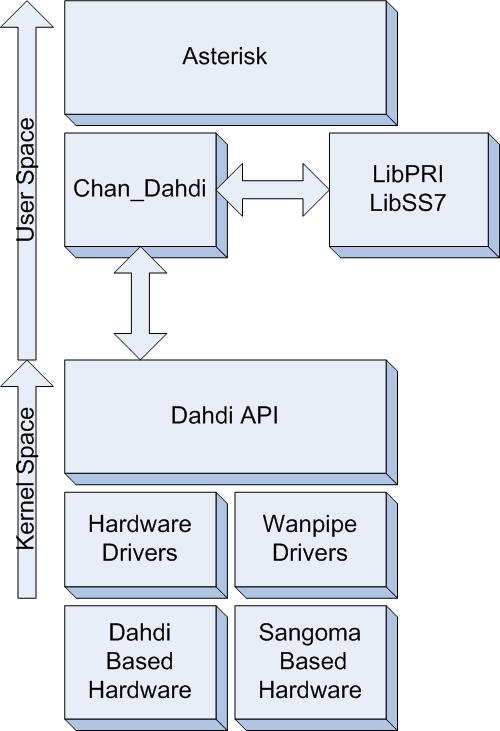 Asterisk
User Space
Chan_Dahdi
LibPRI
LibSS7
Dahdi API
Kernel Space
Hardware
Drivers
Wanpipe
Drivers
Dahdi
Based
Hardware
Sangoma
Based
Hardware